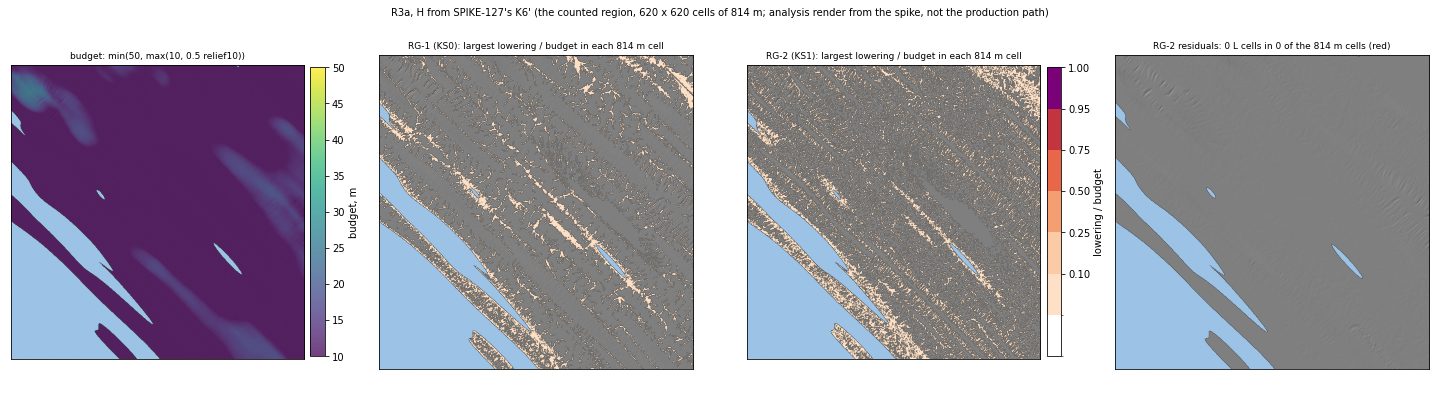 R3a, H from SPIKE-127's K6' (the counted region, 620 x 620 cells of 814 m; analysis render from the spike, not the production path)
budget: min(50, max(10, 0.5 relief10))
50
45
40
35
30
25
20
15
10
budget, m
RG-1 (KS0): largest lowering / budget in each 814 m cell
RG-2 (KS1): largest lowering / budget in each 814 m cell
1.00
0.95
0.75
0.50
0.25
0.10
lowering / budget
RG-2 residuals: 0 L cells in 0 of the 814 m cells (red)